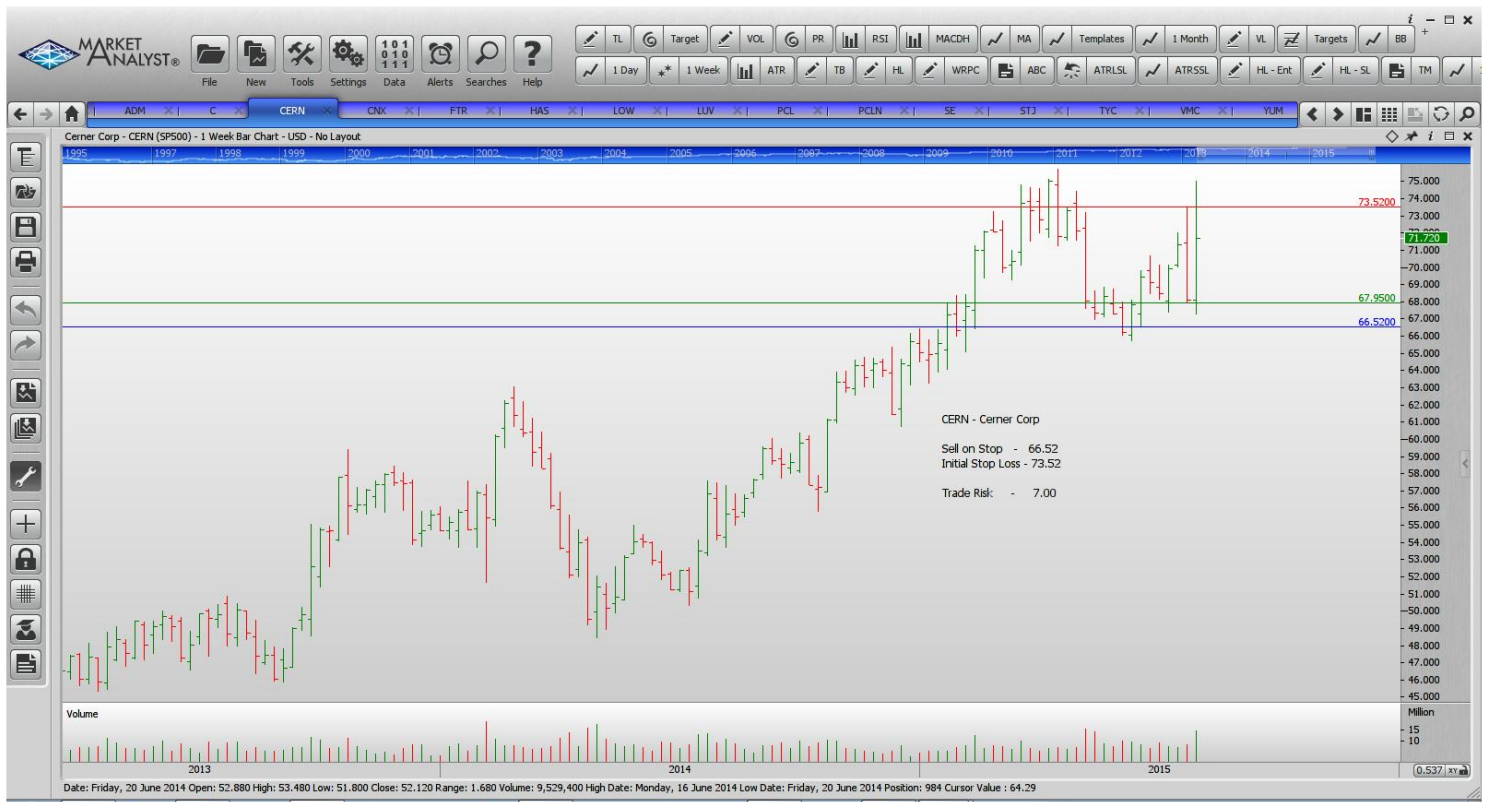 MARKET
ANALYST®
File New Tools Settings Data Alerts Searches Help
101
010
111
TL Target VOL PR RSI MACDH MA Templates 1 Month VL Targets BB
1 Day 1 Week ATR TB HL WRPC ABC ATRLSL ATRSSL HL - Ent HL - SL TM
ADM C CERN CNX FTR HAS LOW LUV PCL PCLN SE STJ TYC VMC YUM
Cerner Corp - CERN (SP500) - 1 Week Bar Chart - USD - No Layout
1995 1997 1998 1999 2000 2001 2002 2003 2004 2005 2006 2007 2008 2009 2010 2011 2012 2013 2014 2015
75.000
74.000
73.5200
73.000
71.720
71.000
70.000
69.000
67.9500
68.000
67.000
66.5200
66.000
65.000
64.000
63.000
62.000
61.000
60.000
59.000
58.000
57.000
56.000
55.000
54.000
53.000
52.000
51.000
50.000
49.000
48.000
47.000
46.000
45.000
CERN - Cerner Corp
Sell on Stop - 66.52
Initial Stop Loss - 73.52
Trade Risk - 7.00
Volume
Million
15
10
2013 2014 2015
0.537 XY
Date: Friday, 20 June 2014 Open: 52.880 High: 53.480 Low: 51.800 Close: 52.120 Range: 1.680 Volume: 9,529,400 High Date: Monday, 16 June 2014 Low Date: Friday, 20 June 2014 Position: 984 Cursor Value : 64.29